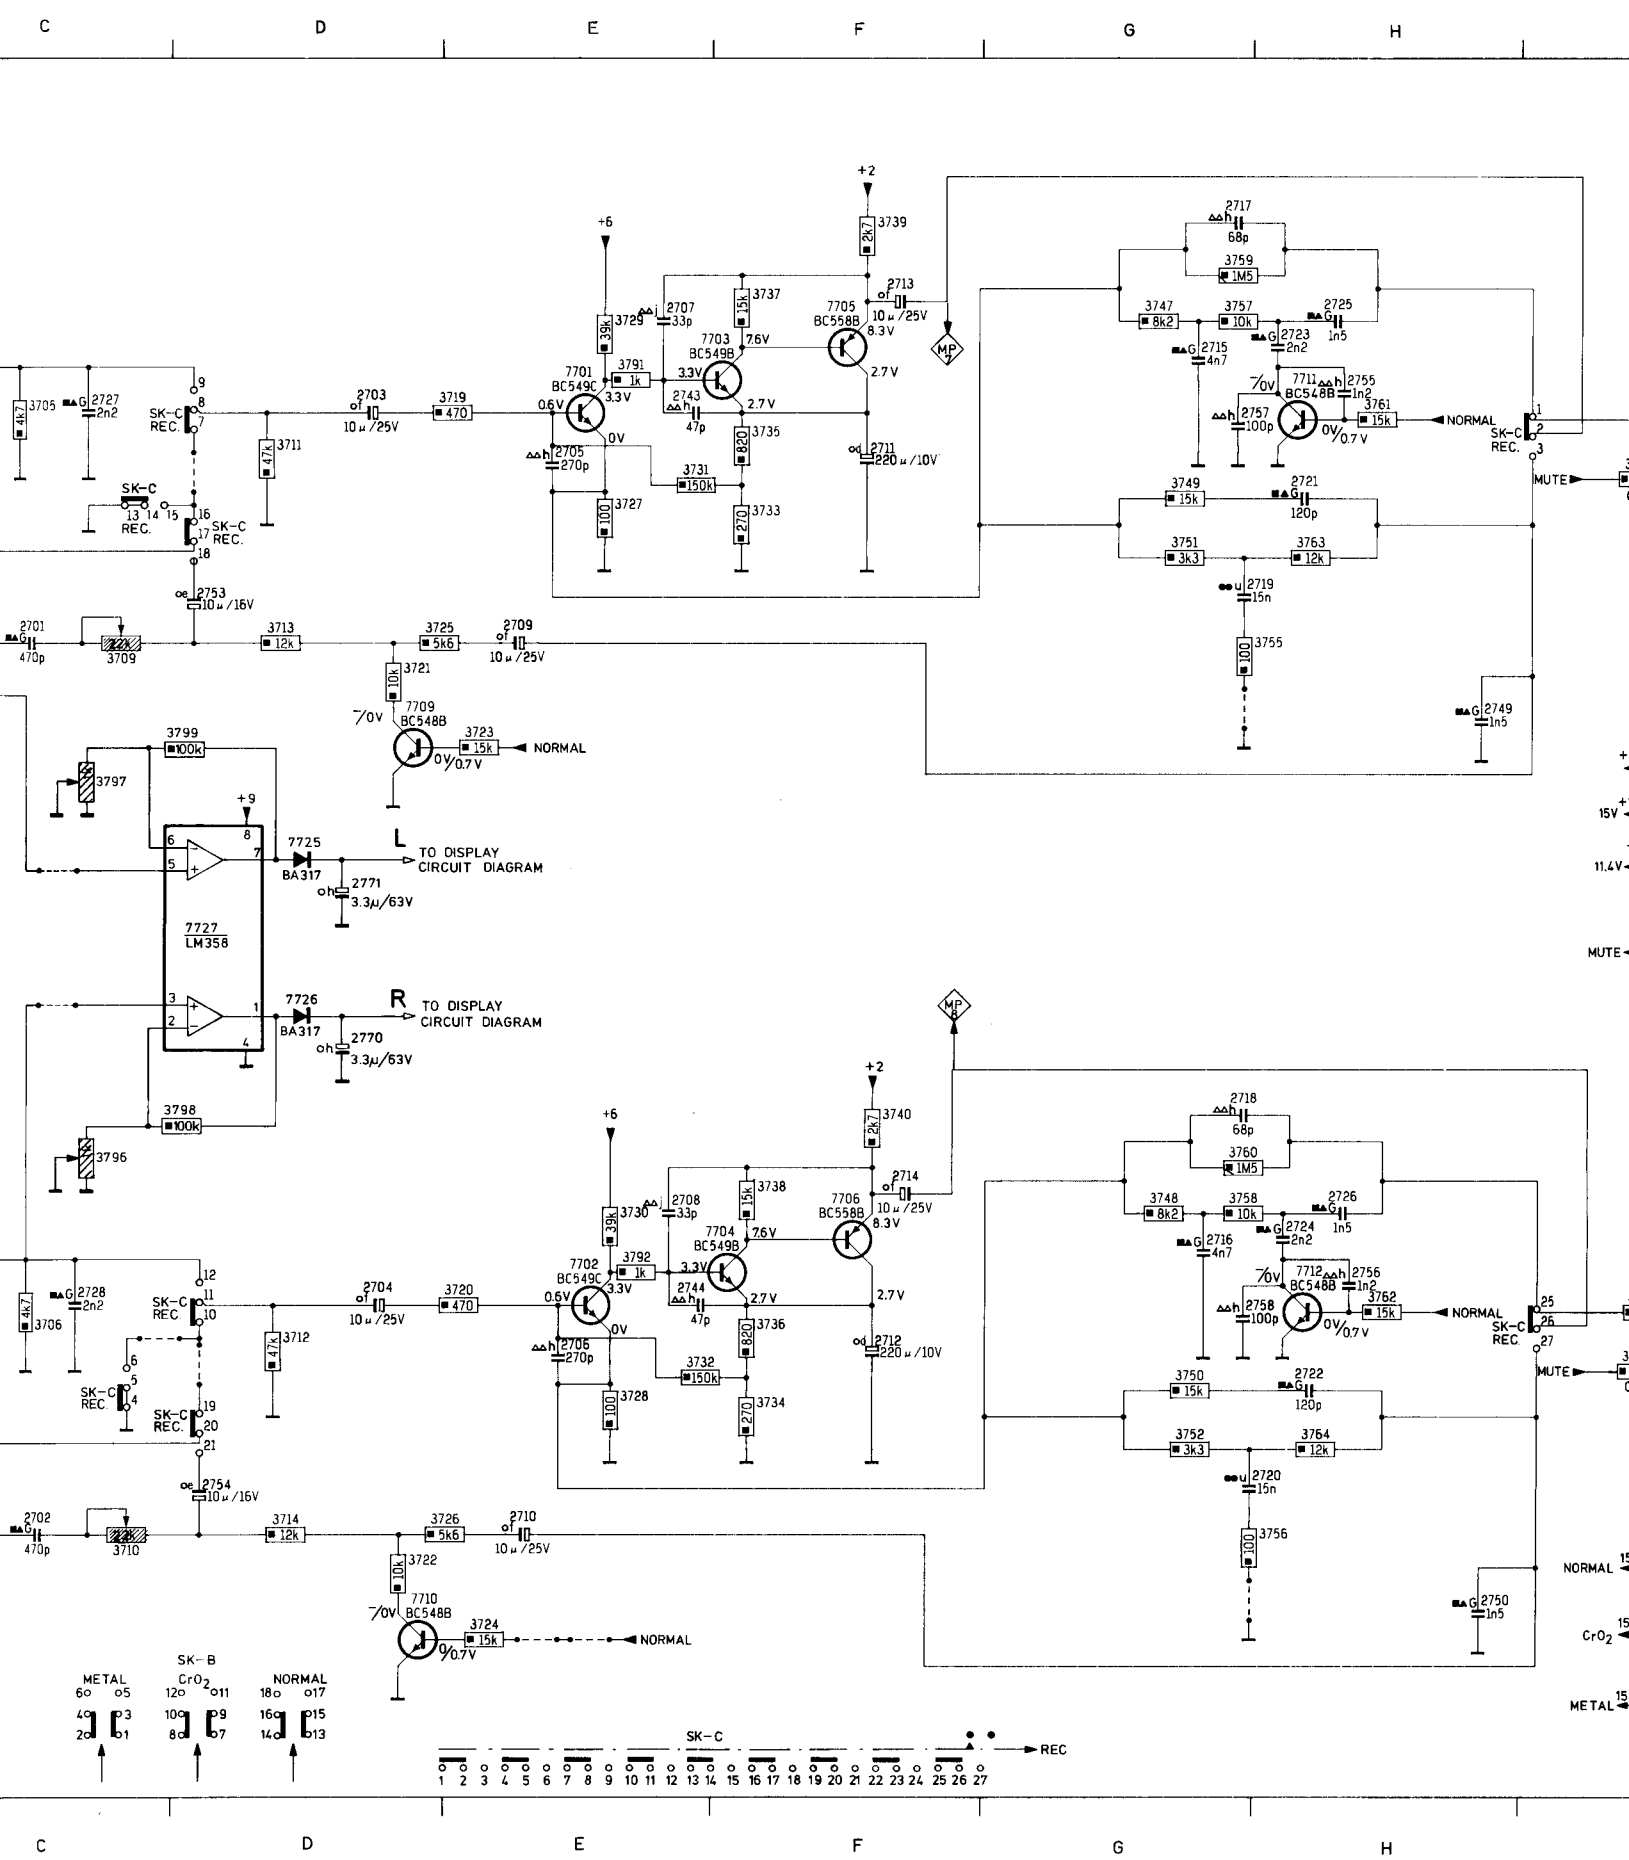 C D E F G H
+2
3739
2k7
+6
2717
68p
3759
1M5
3737
15k
2713
10µ/25V
2707
33p
3729
39k
7705
BC558B
8.3V
3747
8k2
3757
10k
2725
1n5
2723
2n2
7.6V
7703
BC549B
MP
7
2715
4n7
3791
1k
3.3V
2.7V
7701
BC549C
3.3V
9
8
7
SK-C
REC.
3705
4k7
2727
2n2
2703
10µ/25V
3719
470
0.6V
2743
47p
2.7V
–/0V
7711
BC548B
2755
1n2
3761
15k
NORMAL
2757
100p
0V/0.7V
1
2
3
SK-C
REC.
3711
47k
0V
3735
820
2705
270p
2711
220µ/10V
3731
150k
MUTE
SK-C
13 14 15
REC.
16
17
18
SK-C
REC.
3727
100
3733
270
3749
15k
2721
120p
3751
3k3
3763
12k
2753
10µ/16V
2719
15n
2701
470p
2.2k
3709
3713
12k
3725
5k6
2709
10µ/25V
3721
10k
3755
100
7709
BC548B
–/0V
2749
1n5
3799
100k
3723
15k
NORMAL
0V/0.7V
3797
+9
8
15V
6
5
7
7725
BA317
L
TO DISPLAY
CIRCUIT DIAGRAM
11.4V
2771
3.3µ/63V
7727
LM358
MUTE
3
2
1
4
7726
BA317
R
TO DISPLAY
CIRCUIT DIAGRAM
MP
8
2770
3.3µ/63V
+2
3740
2k7
+6
2718
68p
3798
100k
3796
3760
1M5
3738
15k
2714
10µ/25V
2708
33p
3730
39k
7706
BC558B
8.3V
3748
8k2
3758
10k
2726
1n5
2724
2n2
7.6V
7704
BC549B
2716
4n7
3792
1k
3.3V
2.7V
7702
BC549C
3.3V
12
11
10
SK-C
REC.
4k7
3706
2728
2n2
2704
10µ/25V
3720
470
0.6V
2744
47p
2.7V
–/0V
7712
BC548B
2756
1n2
3762
15k
NORMAL
2758
100p
0V/0.7V
25
26
27
SK-C
REC.
3712
47k
0V
3736
820
2706
270p
2712
220µ/10V
3732
150k
MUTE
6
5
4
SK-C
REC.
19
20
21
SK-C
REC.
3728
100
3734
270
3750
15k
2722
120p
3752
3k3
3764
12k
2754
10µ/16V
2720
15n
2702
470p
2.2k
3710
3714
12k
3726
5k6
2710
10µ/25V
3722
10k
3756
100
NORMAL 15
7710
BC548B
–/0V
2750
1n5
3724
15k
NORMAL
0/0.7V
CrO2 15
SK-B
METAL CrO2 NORMAL
6 5 12 11 18 17
4 3 10 9 16 15
2 1 8 7 14 13
METAL 15
SK-C
REC
1 2 3 4 5 6 7 8 9 10 11 12 13 14 15 16 17 18 19 20 21 22 23 24 25 26 27
C D E F G H